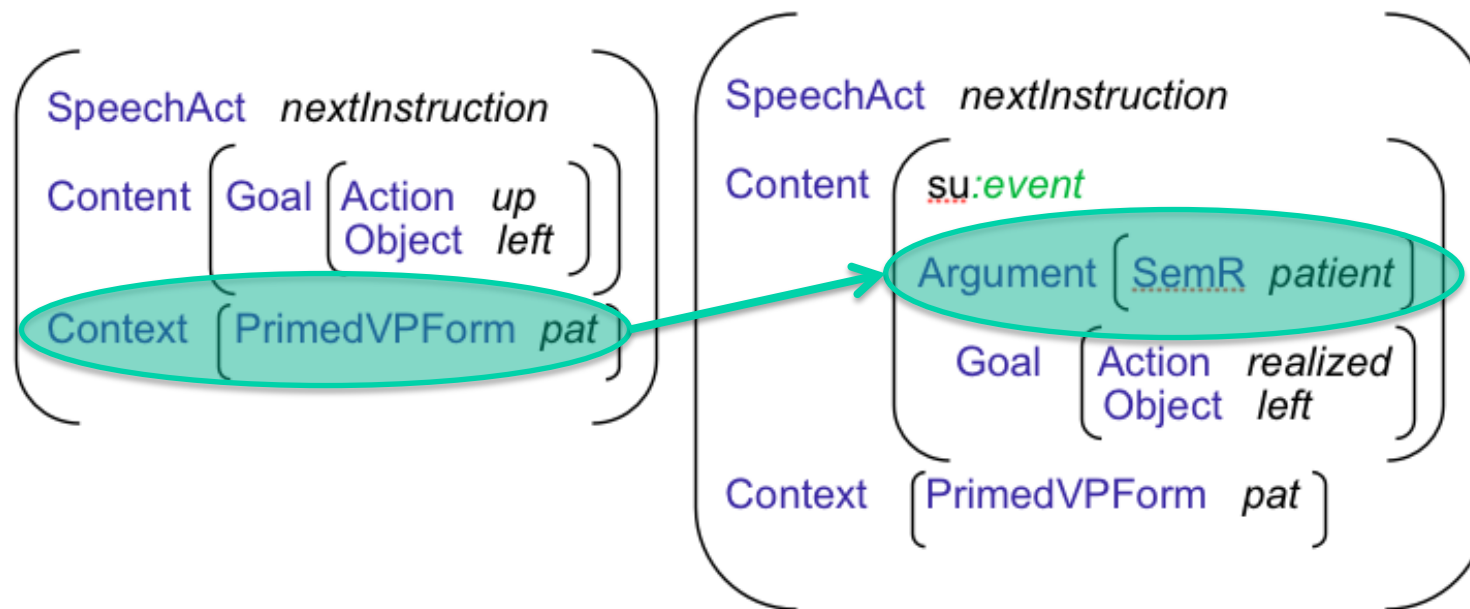 SpeechAct nextInstruction
Content Goal Action up
Object left
Context PrimedVPForm pat
SpeechAct nextInstruction
Content su:event
Argument SemR patient
Goal Action realized
Object left
Context PrimedVPForm pat